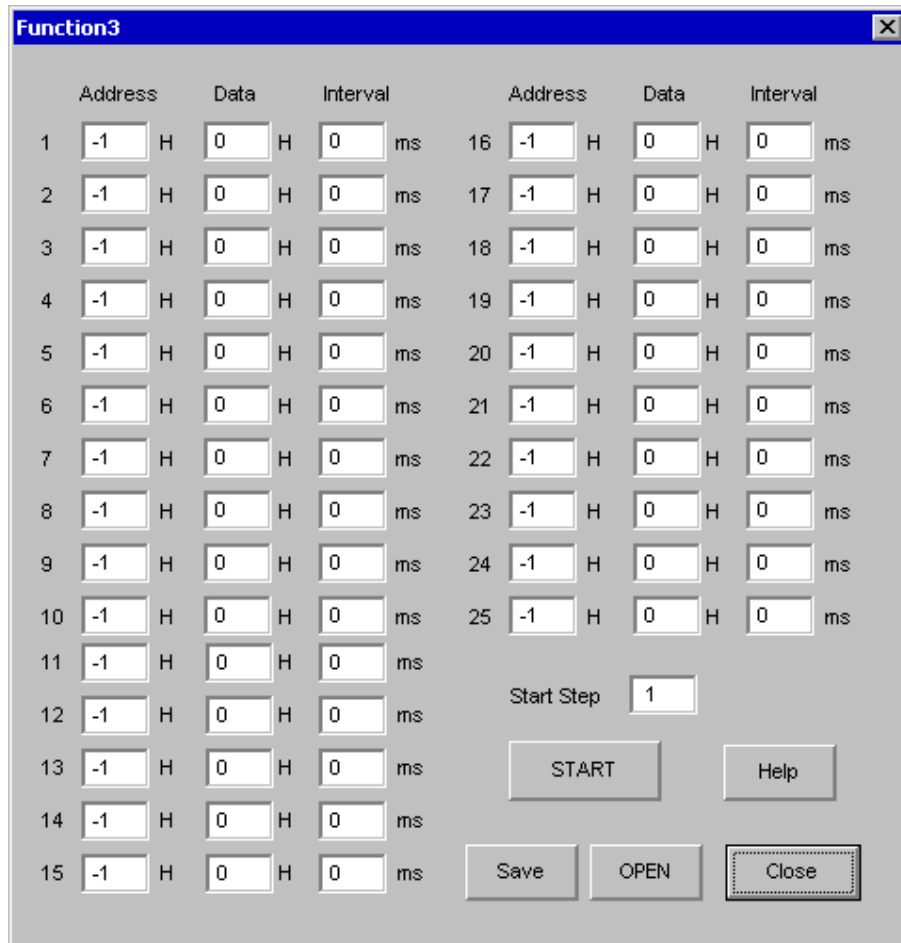 Function3
Address Data Interval Address Data Interval
1 -1 H 0 H 0 ms 16 -1 H 0 H 0 ms
2 -1 H 0 H 0 ms 17 -1 H 0 H 0 ms
3 -1 H 0 H 0 ms 18 -1 H 0 H 0 ms
4 -1 H 0 H 0 ms 19 -1 H 0 H 0 ms
5 -1 H 0 H 0 ms 20 -1 H 0 H 0 ms
6 -1 H 0 H 0 ms 21 -1 H 0 H 0 ms
7 -1 H 0 H 0 ms 22 -1 H 0 H 0 ms
8 -1 H 0 H 0 ms 23 -1 H 0 H 0 ms
9 -1 H 0 H 0 ms 24 -1 H 0 H 0 ms
10 -1 H 0 H 0 ms 25 -1 H 0 H 0 ms
11 -1 H 0 H 0 ms
12 -1 H 0 H 0 ms Start Step 1
13 -1 H 0 H 0 ms START Help
14 -1 H 0 H 0 ms
15 -1 H 0 H 0 ms Save OPEN Close